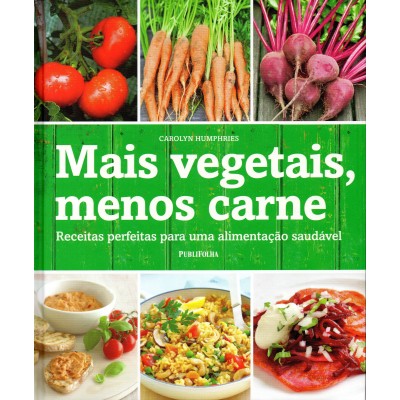 CAROLYN HUMPHRIES
Mais vegetais,
menos carne
Receitas perfeitas para uma alimentação saudável
PUBLIFOLHA